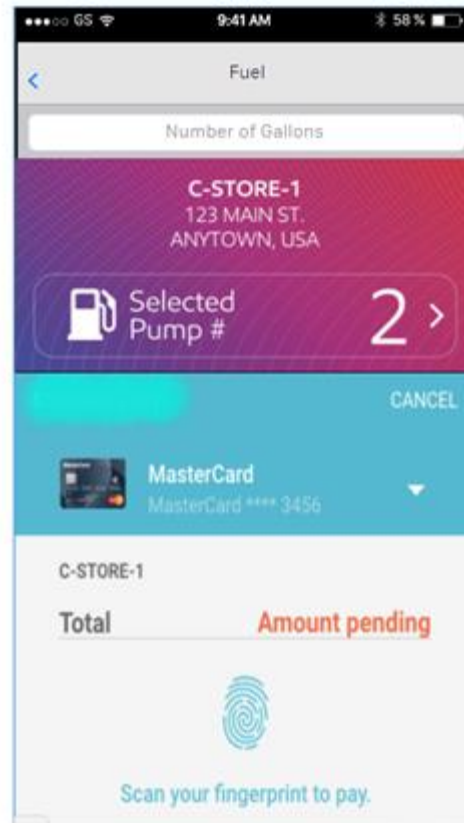 GS 9:41 AM 58%
Fuel
Number of Gallons
C-STORE-1
123 MAIN ST.
ANYTOWN, USA
Selected
Pump #
2
CANCEL
MasterCard
MasterCard **** 3456
C-STORE-1
Total Amount pending
Scan your fingerprint to pay.